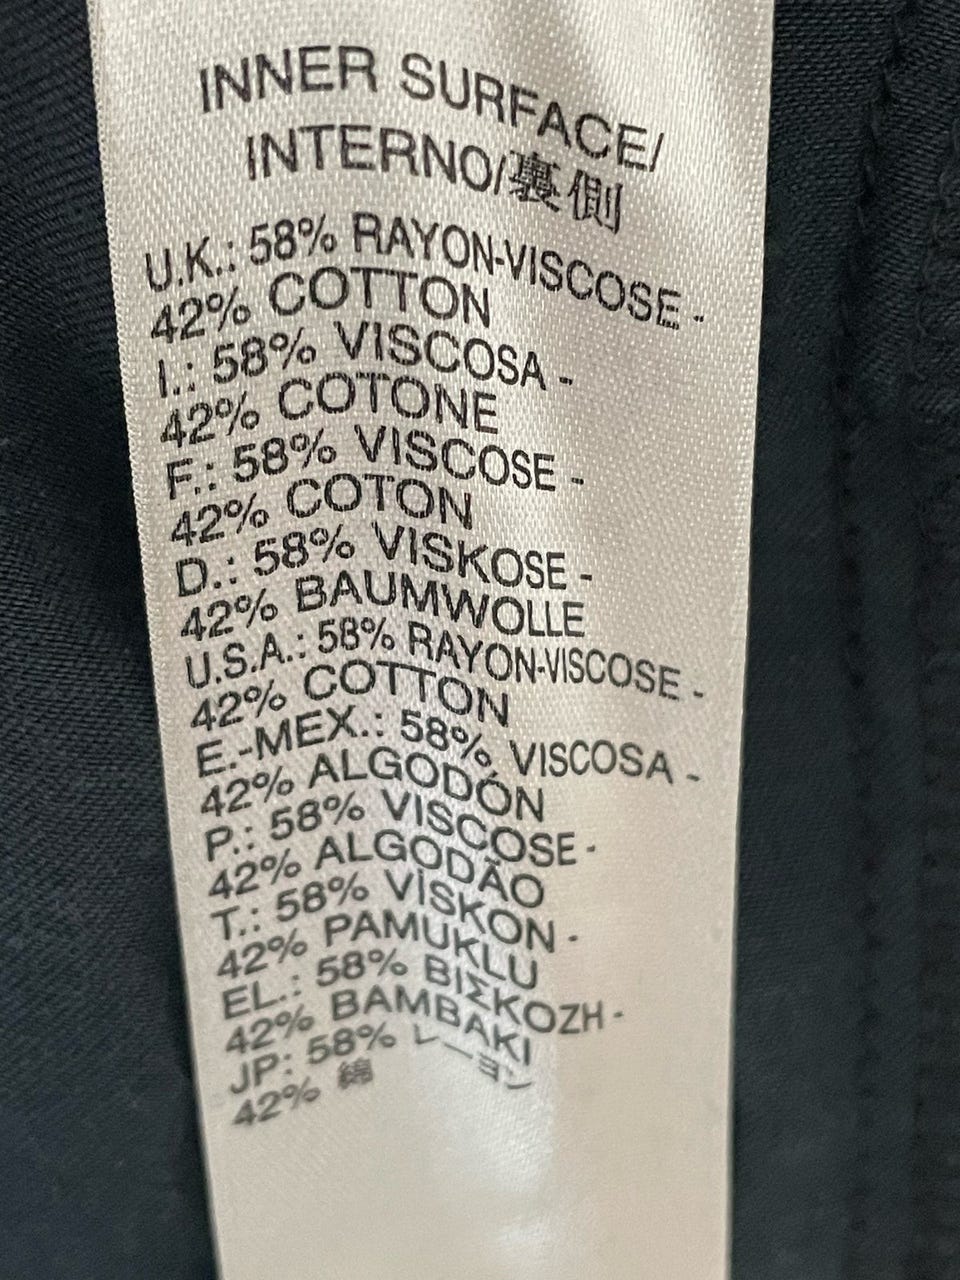 INNER SURFACE/
INTERNO/裏側
U.K.: 58% RAYON-VISCOSE -
42% COTTON
I.: 58% VISCOSA -
42% COTONE
F.: 58% VISCOSE -
42% COTON
D.: 58% VISKOSE -
42% BAUMWOLLE
U.S.A.: 58% RAYON-VISCOSE -
42% COTTON
E.-MEX.: 58% VISCOSA -
42% ALGODÓN
P.: 58% VISCOSE -
42% ALGODÃO
T.: 58% VİSKON -
42% PAMUKLU
EL.: 58% ΒΙΣΚΟΖΗ -
42% ΒΑΜΒΑΚΙ
JP: 58% レーヨン
42% 綿